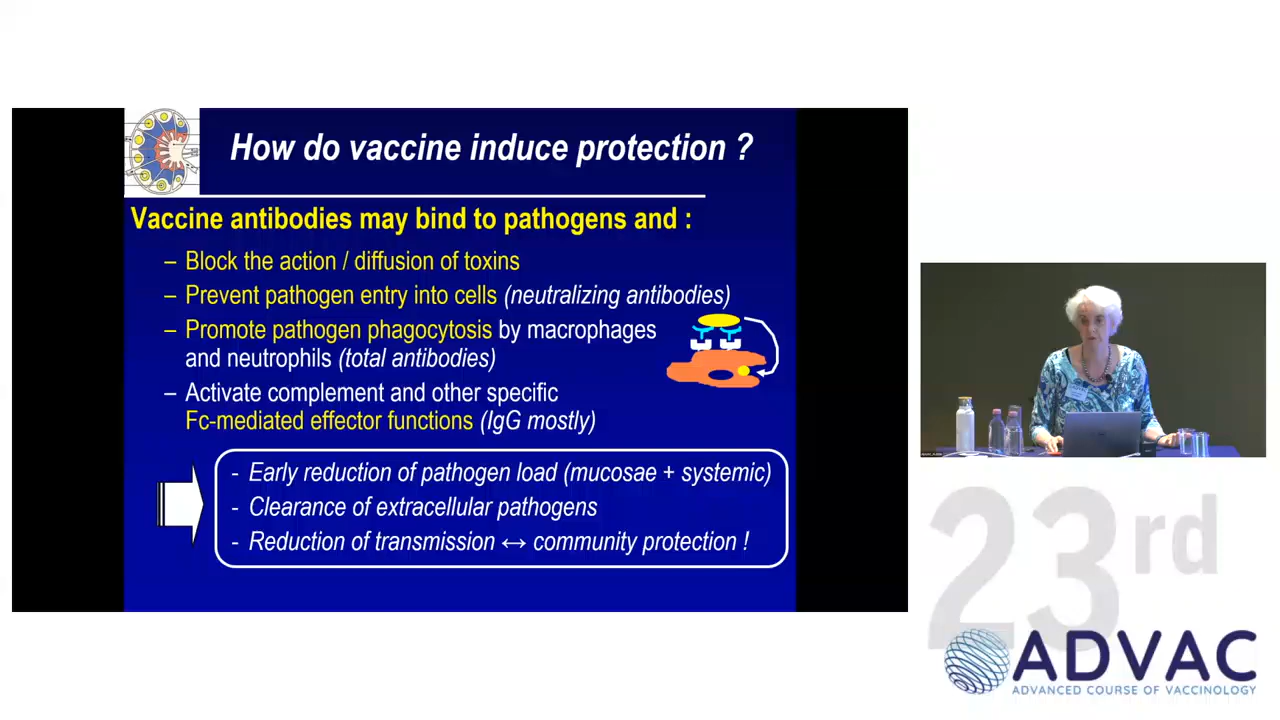 How do vaccine induce protection ?
Vaccine antibodies may bind to pathogens and :
– Block the action / diffusion of toxins
– Prevent pathogen entry into cells (neutralizing antibodies)
– Promote pathogen phagocytosis by macrophages
and neutrophils (total antibodies)
– Activate complement and other specific
Fc-mediated effector functions (IgG mostly)
- Early reduction of pathogen load (mucosae + systemic)
- Clearance of extracellular pathogens
- Reduction of transmission ↔ community protection !
23rd
ADVAC
ADVANCED COURSE OF VACCINOLOGY